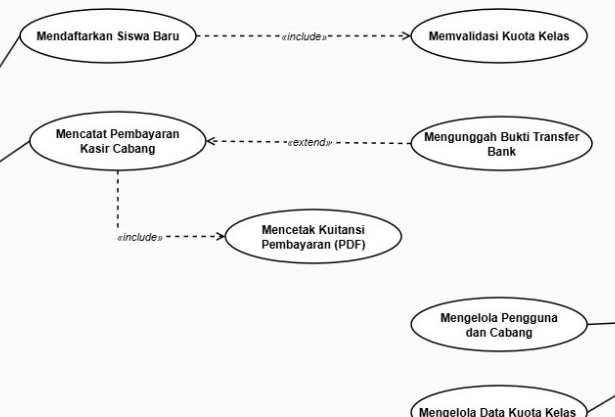 Mendaftarkan Siswa Baru
«include»
Memvalidasi Kuota Kelas
Mencatat Pembayaran
Kasir Cabang
«extend»
Mengunggah Bukti Transfer
Bank
«include»
Mencetak Kuitansi
Pembayaran (PDF)
Mengelola Pengguna
dan Cabang
Mengelola Data Kuota Kelas